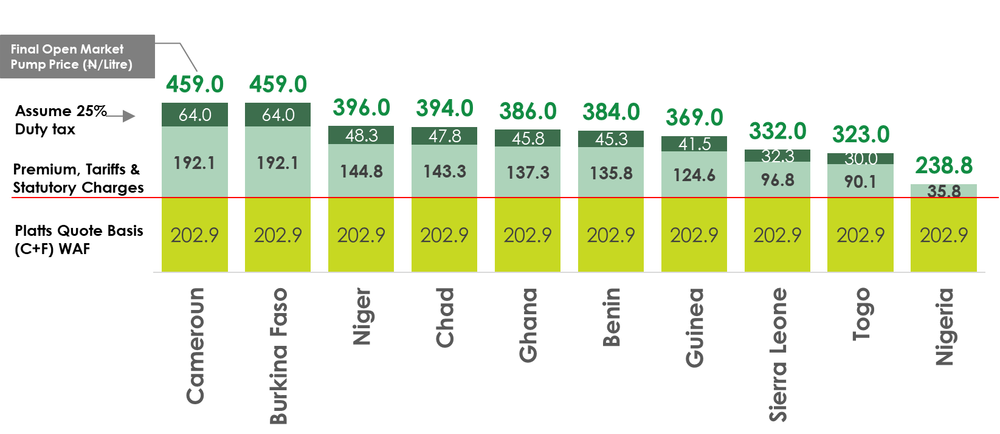 Final Open Market
Pump Price (₦/Litre)
459.0
459.0
396.0
394.0
386.0
384.0
369.0
332.0
323.0
238.8
Assume 25%
Duty tax
64.0
64.0
48.3
47.8
45.8
45.3
41.5
32.3
30.0
Premium, Tariffs &
Statutory Charges
192.1
192.1
144.8
143.3
137.3
135.8
124.6
96.8
90.1
35.8
Platts Quote Basis
(C+F) WAF
202.9
202.9
202.9
202.9
202.9
202.9
202.9
202.9
202.9
202.9
Cameroun
Burkina Faso
Niger
Chad
Ghana
Benin
Guinea
Sierra Leone
Togo
Nigeria